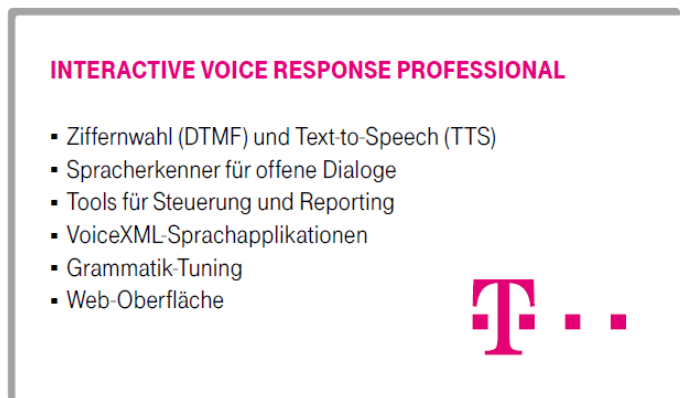 INTERACTIVE VOICE RESPONSE PROFESSIONAL
▪ Ziffernwahl (DTMF) und Text-to-Speech (TTS)
▪ Spracherkenner für offene Dialoge
▪ Tools für Steuerung und Reporting
▪ VoiceXML-Sprachapplikationen
▪ Grammatik-Tuning
▪ Web-Oberfläche
T